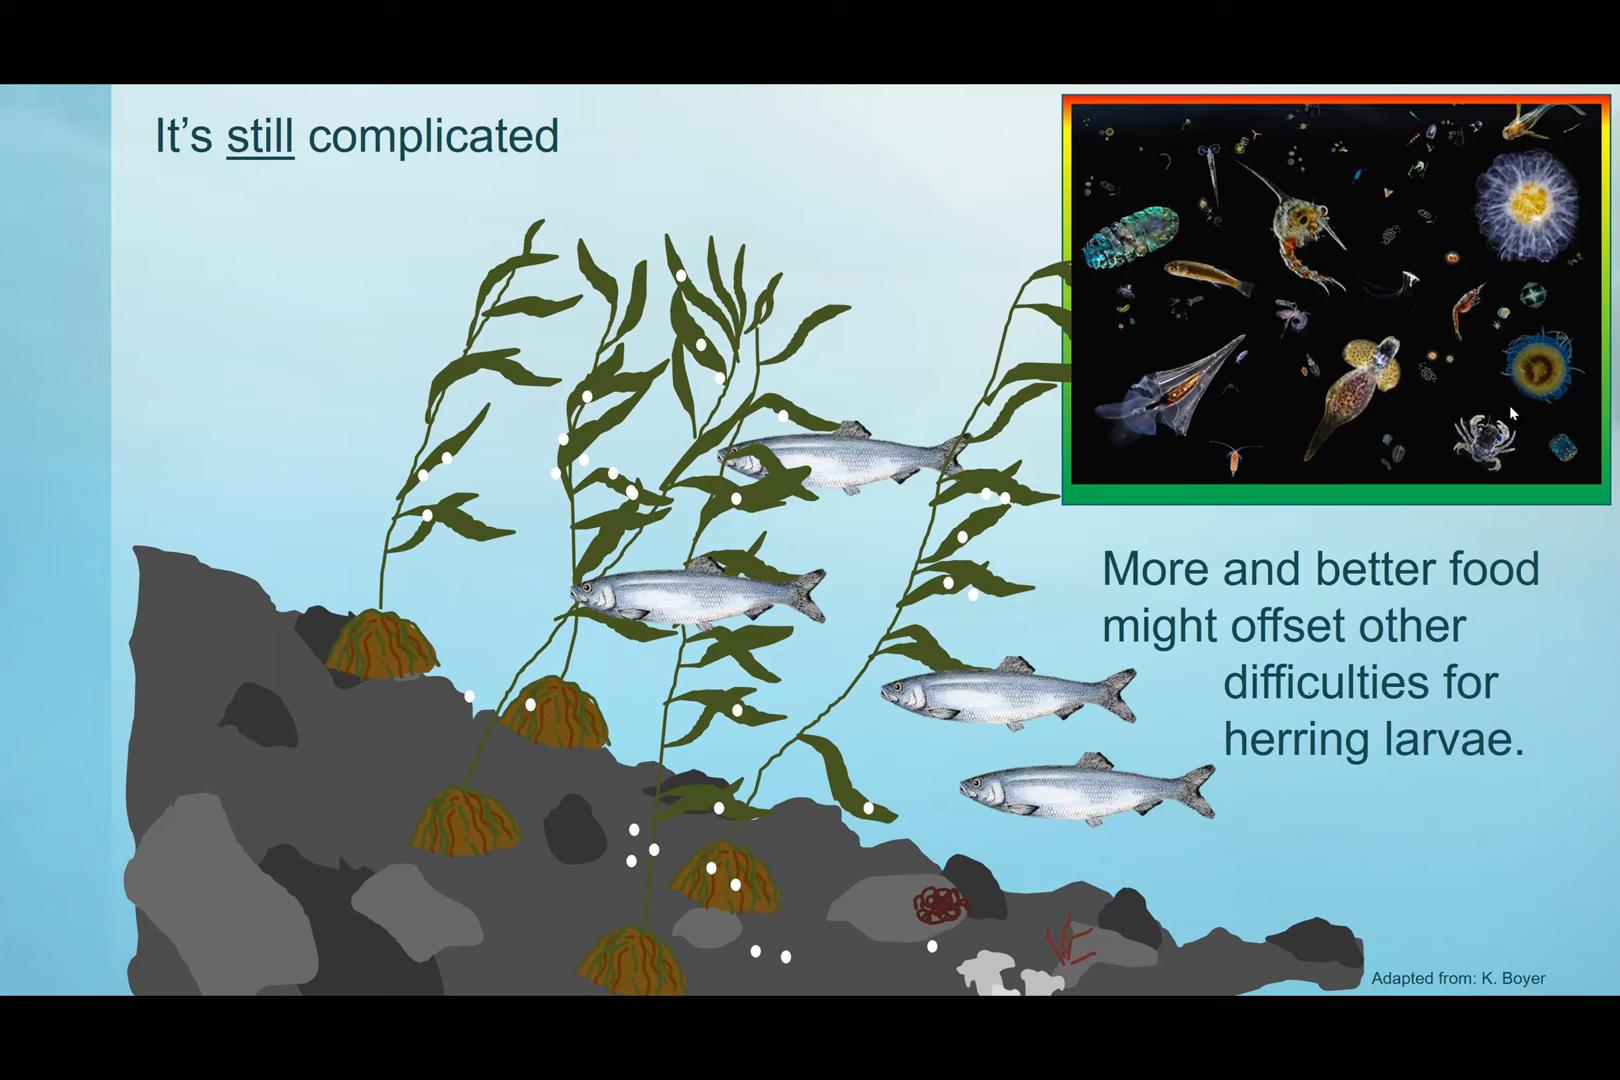 It’s still complicated
More and better food
might offset other
difficulties for
herring larvae.
Adapted from: K. Boyer